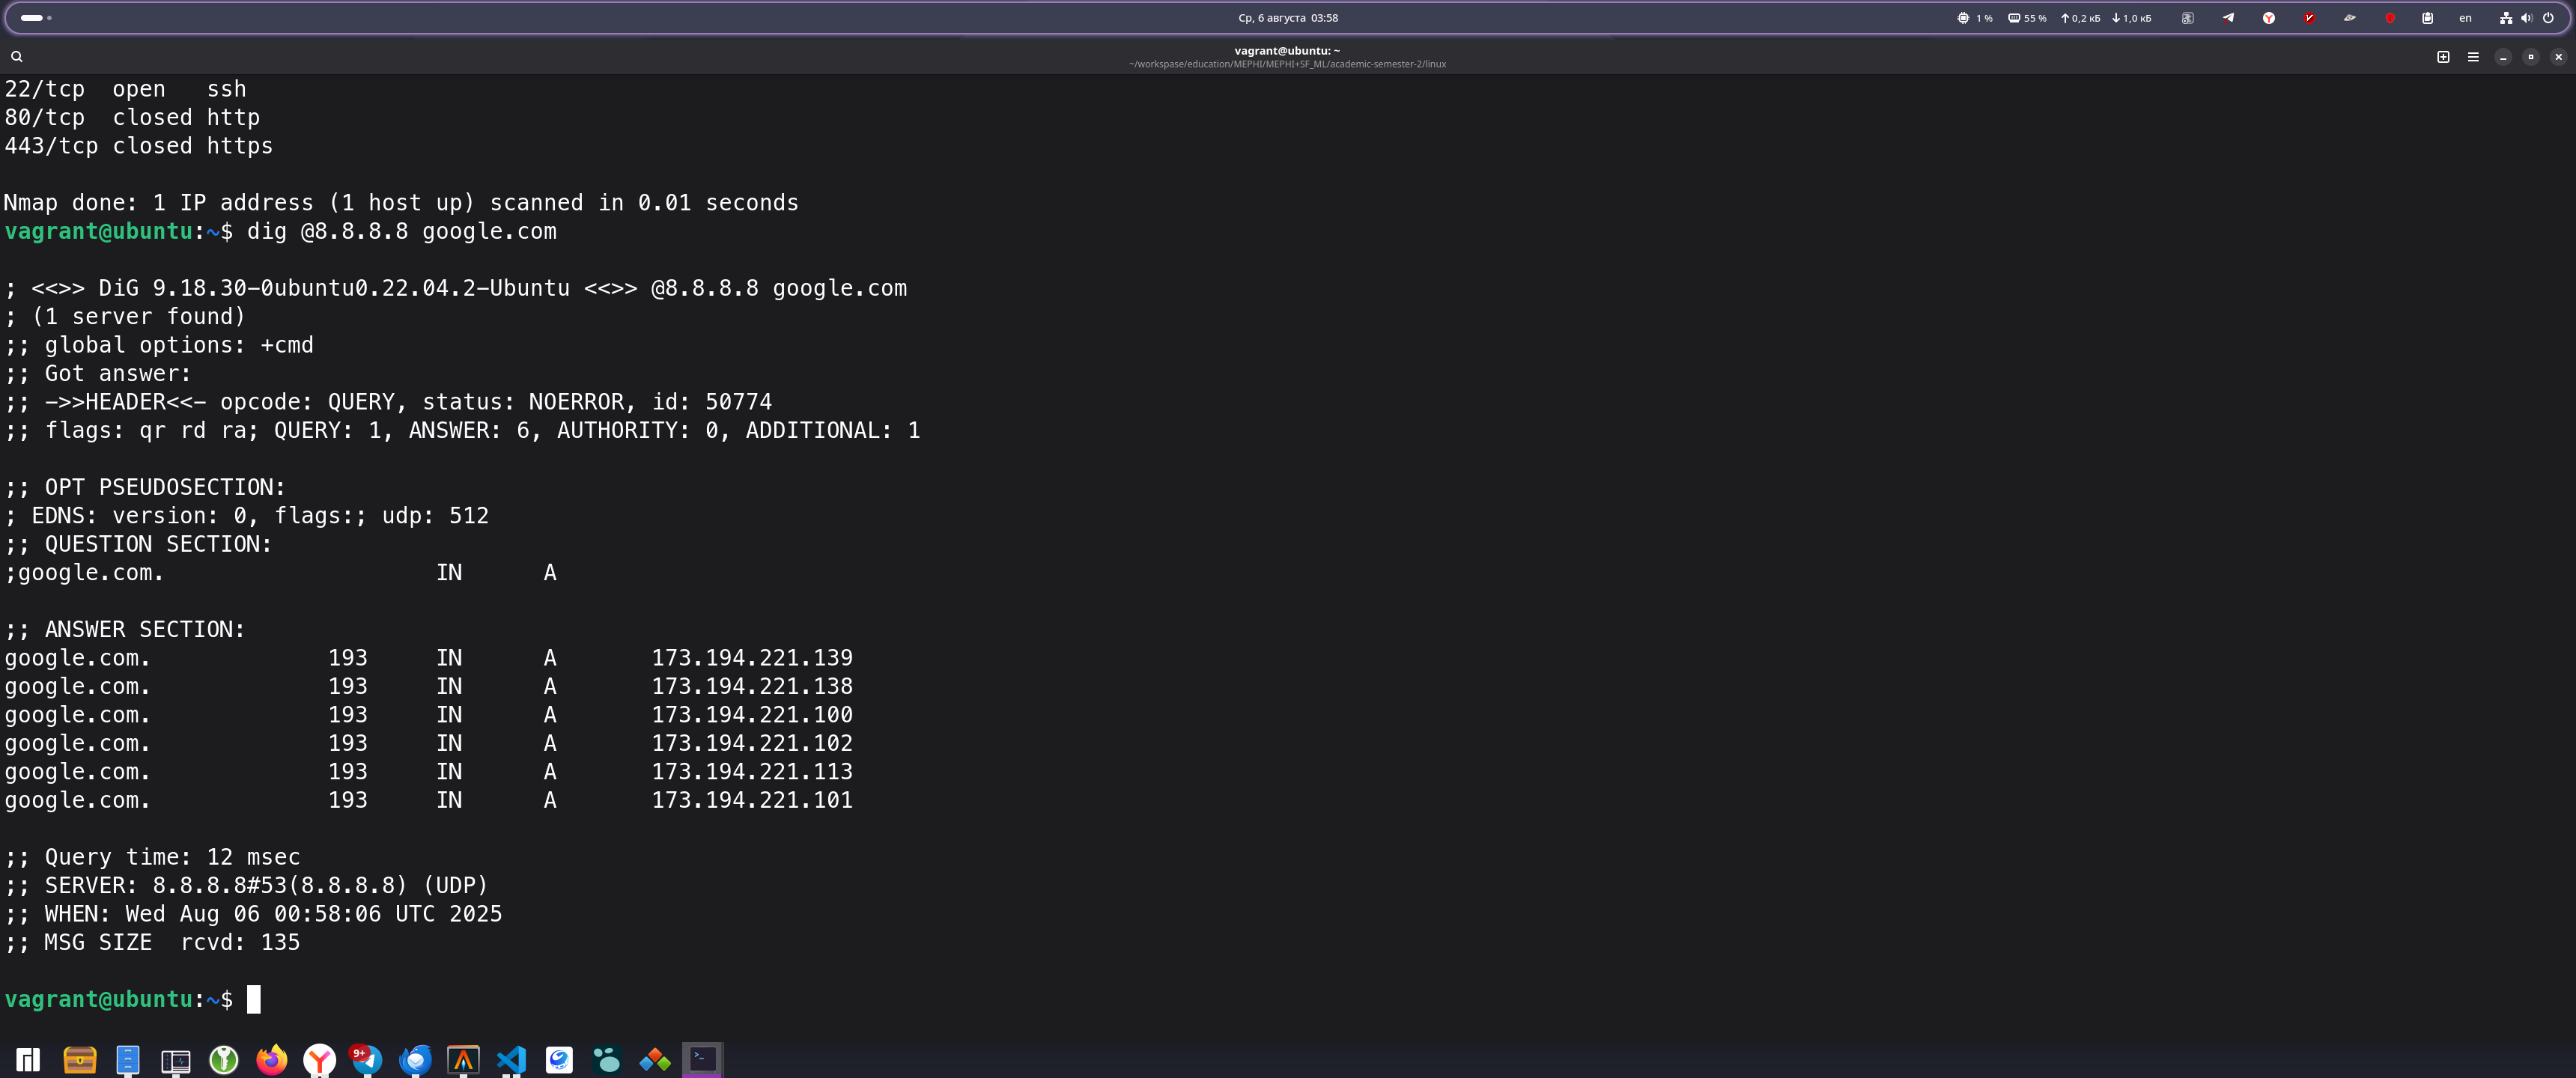 Ср, 6 августа 03:58
1 % 55 % 0,2 кБ 1,0 кБ en
vagrant@ubuntu: ~
~/workspase/education/MEPHI/MEPHI+SF_ML/academic-semester-2/linux
22/tcp  open   ssh
80/tcp  closed http
443/tcp closed https
Nmap done: 1 IP address (1 host up) scanned in 0.01 seconds
vagrant@ubuntu:~$ dig @8.8.8.8 google.com
; <<>> DiG 9.18.30-0ubuntu0.22.04.2-Ubuntu <<>> @8.8.8.8 google.com
; (1 server found)
;; global options: +cmd
;; Got answer:
;; ->>HEADER<<- opcode: QUERY, status: NOERROR, id: 50774
;; flags: qr rd ra; QUERY: 1, ANSWER: 6, AUTHORITY: 0, ADDITIONAL: 1
;; OPT PSEUDOSECTION:
; EDNS: version: 0, flags:; udp: 512
;; QUESTION SECTION:
;google.com.                    IN      A
;; ANSWER SECTION:
google.com.             193     IN      A       173.194.221.139
google.com.             193     IN      A       173.194.221.138
google.com.             193     IN      A       173.194.221.100
google.com.             193     IN      A       173.194.221.102
google.com.             193     IN      A       173.194.221.113
google.com.             193     IN      A       173.194.221.101
;; Query time: 12 msec
;; SERVER: 8.8.8.8#53(8.8.8.8) (UDP)
;; WHEN: Wed Aug 06 00:58:06 UTC 2025
;; MSG SIZE  rcvd: 135
vagrant@ubuntu:~$
9+